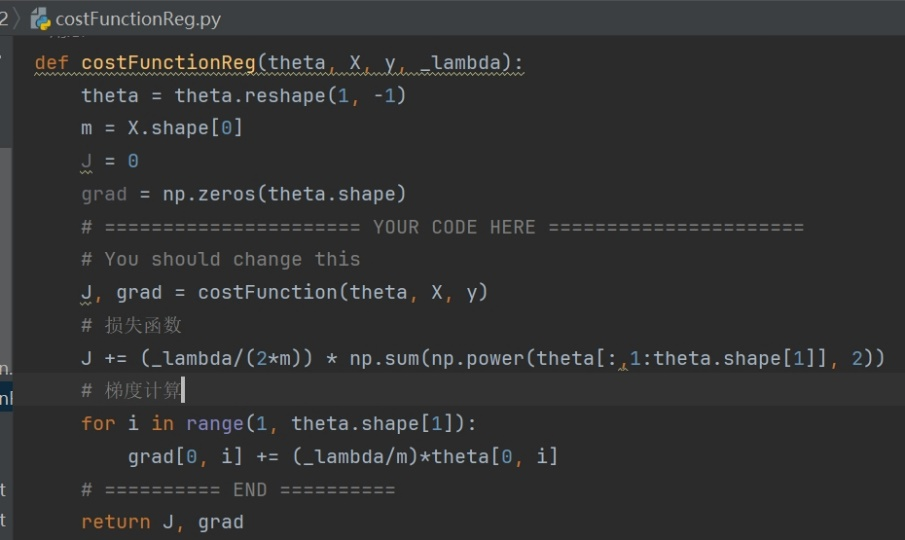 2 costFunctionReg.py
def costFunctionReg(theta, X, y, _lambda):
    theta = theta.reshape(1, -1)
    m = X.shape[0]
    J = 0
    grad = np.zeros(theta.shape)
    # ====================== YOUR CODE HERE ======================
    # You should change this
    J, grad = costFunction(theta, X, y)
    # 损失函数
    J += (_lambda/(2*m)) * np.sum(np.power(theta[:,1:theta.shape[1]], 2))
    # 梯度计算
    for i in range(1, theta.shape[1]):
        grad[0, i] += (_lambda/m)*theta[0, i]
    # ========== END ==========
    return J, grad